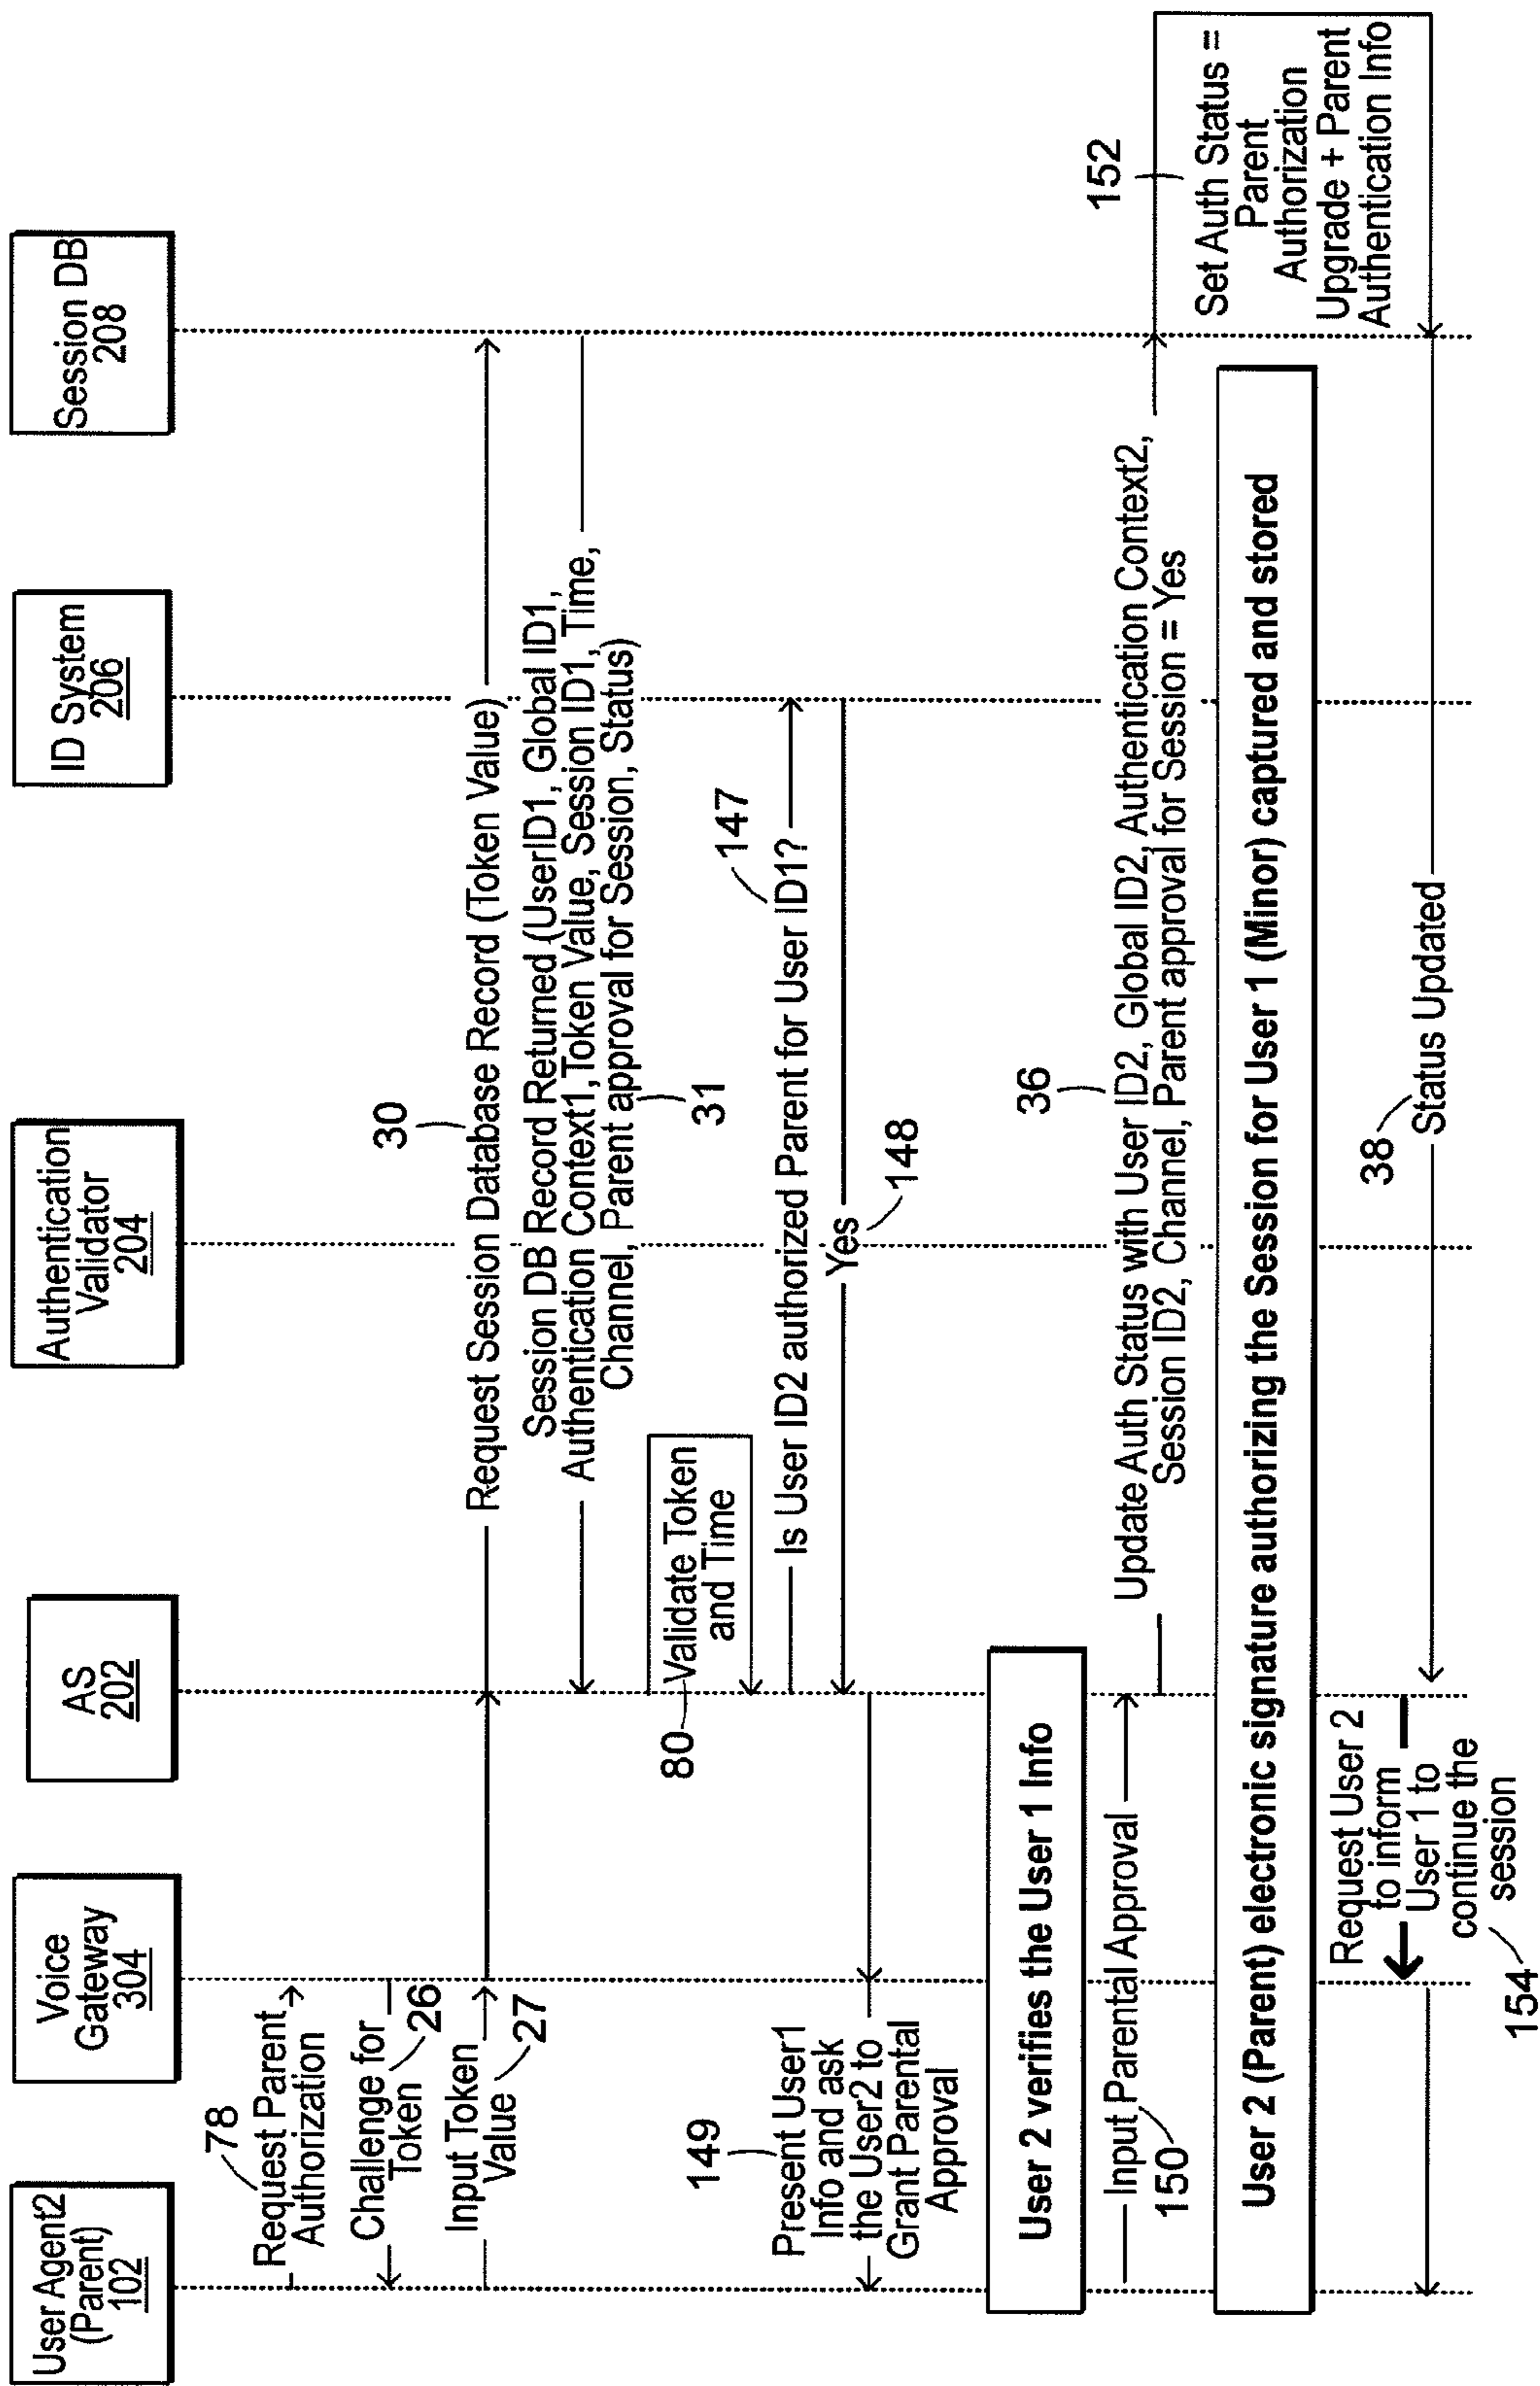 User Agent2
(Parent)
102
Voice
Gateway
304
AS
202
Authentication
Validator
204
ID System
206
Session DB
208
78
Request Parent
Authorization
Challenge for
Token
26
Input Token
Value
27
30
Request Session Database Record (Token Value)
Session DB Record Returned (UserID1, Global ID1,
Authentication Context1,Token Value, Session ID1, Time,
Channel, Parent approval for Session, Status)
31
80
Validate Token
and Time
147
Is User ID2 authorized Parent for User ID1?
Yes
148
149
Present User1
Info and ask
the User2 to
Grant Parental
Approval
User 2 verifies the User 1 Info
Input Parental Approval
150
36
Update Auth Status with User ID2, Global ID2, Authentication Context2,
Session ID2, Channel, Parent approval for Session = Yes
152
Set Auth Status =
Parent
Authorization
Upgrade + Parent
Authentication Info
User 2 (Parent) electronic signature authorizing the Session for User 1 (Minor) captured and stored
38
Status Updated
Request User 2
to inform
User 1 to
continue the
session
154